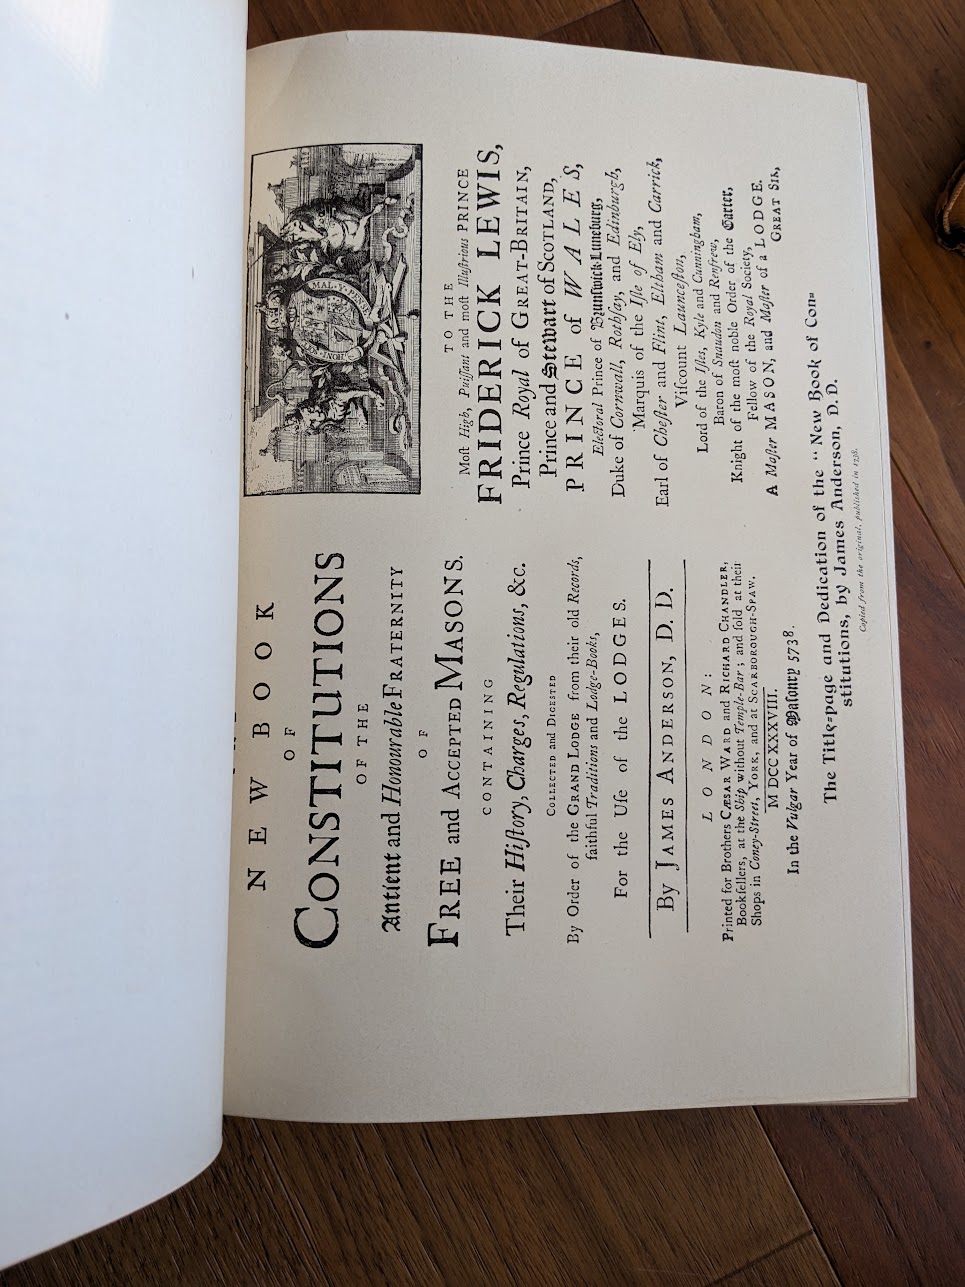 NEW BOOK
OF
CONSTITUTIONS
OF THE
Antient and Honourable FRATERNITY
OF
FREE and ACCEPTED MASONS.
CONTAINING
Their Hiſtory, Charges, Regulations, &c.
COLLECTED and DIGESTED
By Order of the GRAND LODGE from their old Records,
faithful Traditions and Lodge-Books,
For the Uſe of the LODGES.
By JAMES ANDERSON, D. D.
LONDON:
Printed for Brothers CÆSAR WARD and RICHARD CHANDLER,
Bookſellers, at the Ship without Temple-Bar; and ſold at their
Shops in Coney-Street, YORK, and at SCARBOROUGH-SPAW.
M DCC XXXVIII.
In the Vulgar Year of Maſonry 5738.
HONI SOIT
MAL·Y·PENSE
TO THE
Moſt High, Puiſſant and moſt Illuſtrious PRINCE
FRIDERICK LEWIS,
Prince Royal of GREAT-BRITAIN,
Prince and Stewart of SCOTLAND,
PRINCE of WALES,
Electoral Prince of Brunſwick-Luneburg,
Duke of Cornwall, Rothſay, and Edinburgh,
Marquis of the Iſle of Ely,
Earl of Cheſter and Flint, Eltham and Carrick,
Viſcount Launceſton,
Lord of the Iſles, Kyle and Cunningham,
Baron of Snaudon and Renfrew,
Knight of the moſt noble Order of the Garter,
Fellow of the Royal Society,
A Maſter MASON, and Maſter of a LODGE.
GREAT SIR,
The Title-page and Dedication of the "New Book of Con-
stitutions, by James Anderson, D. D.
Copied from the original, published in 1738.